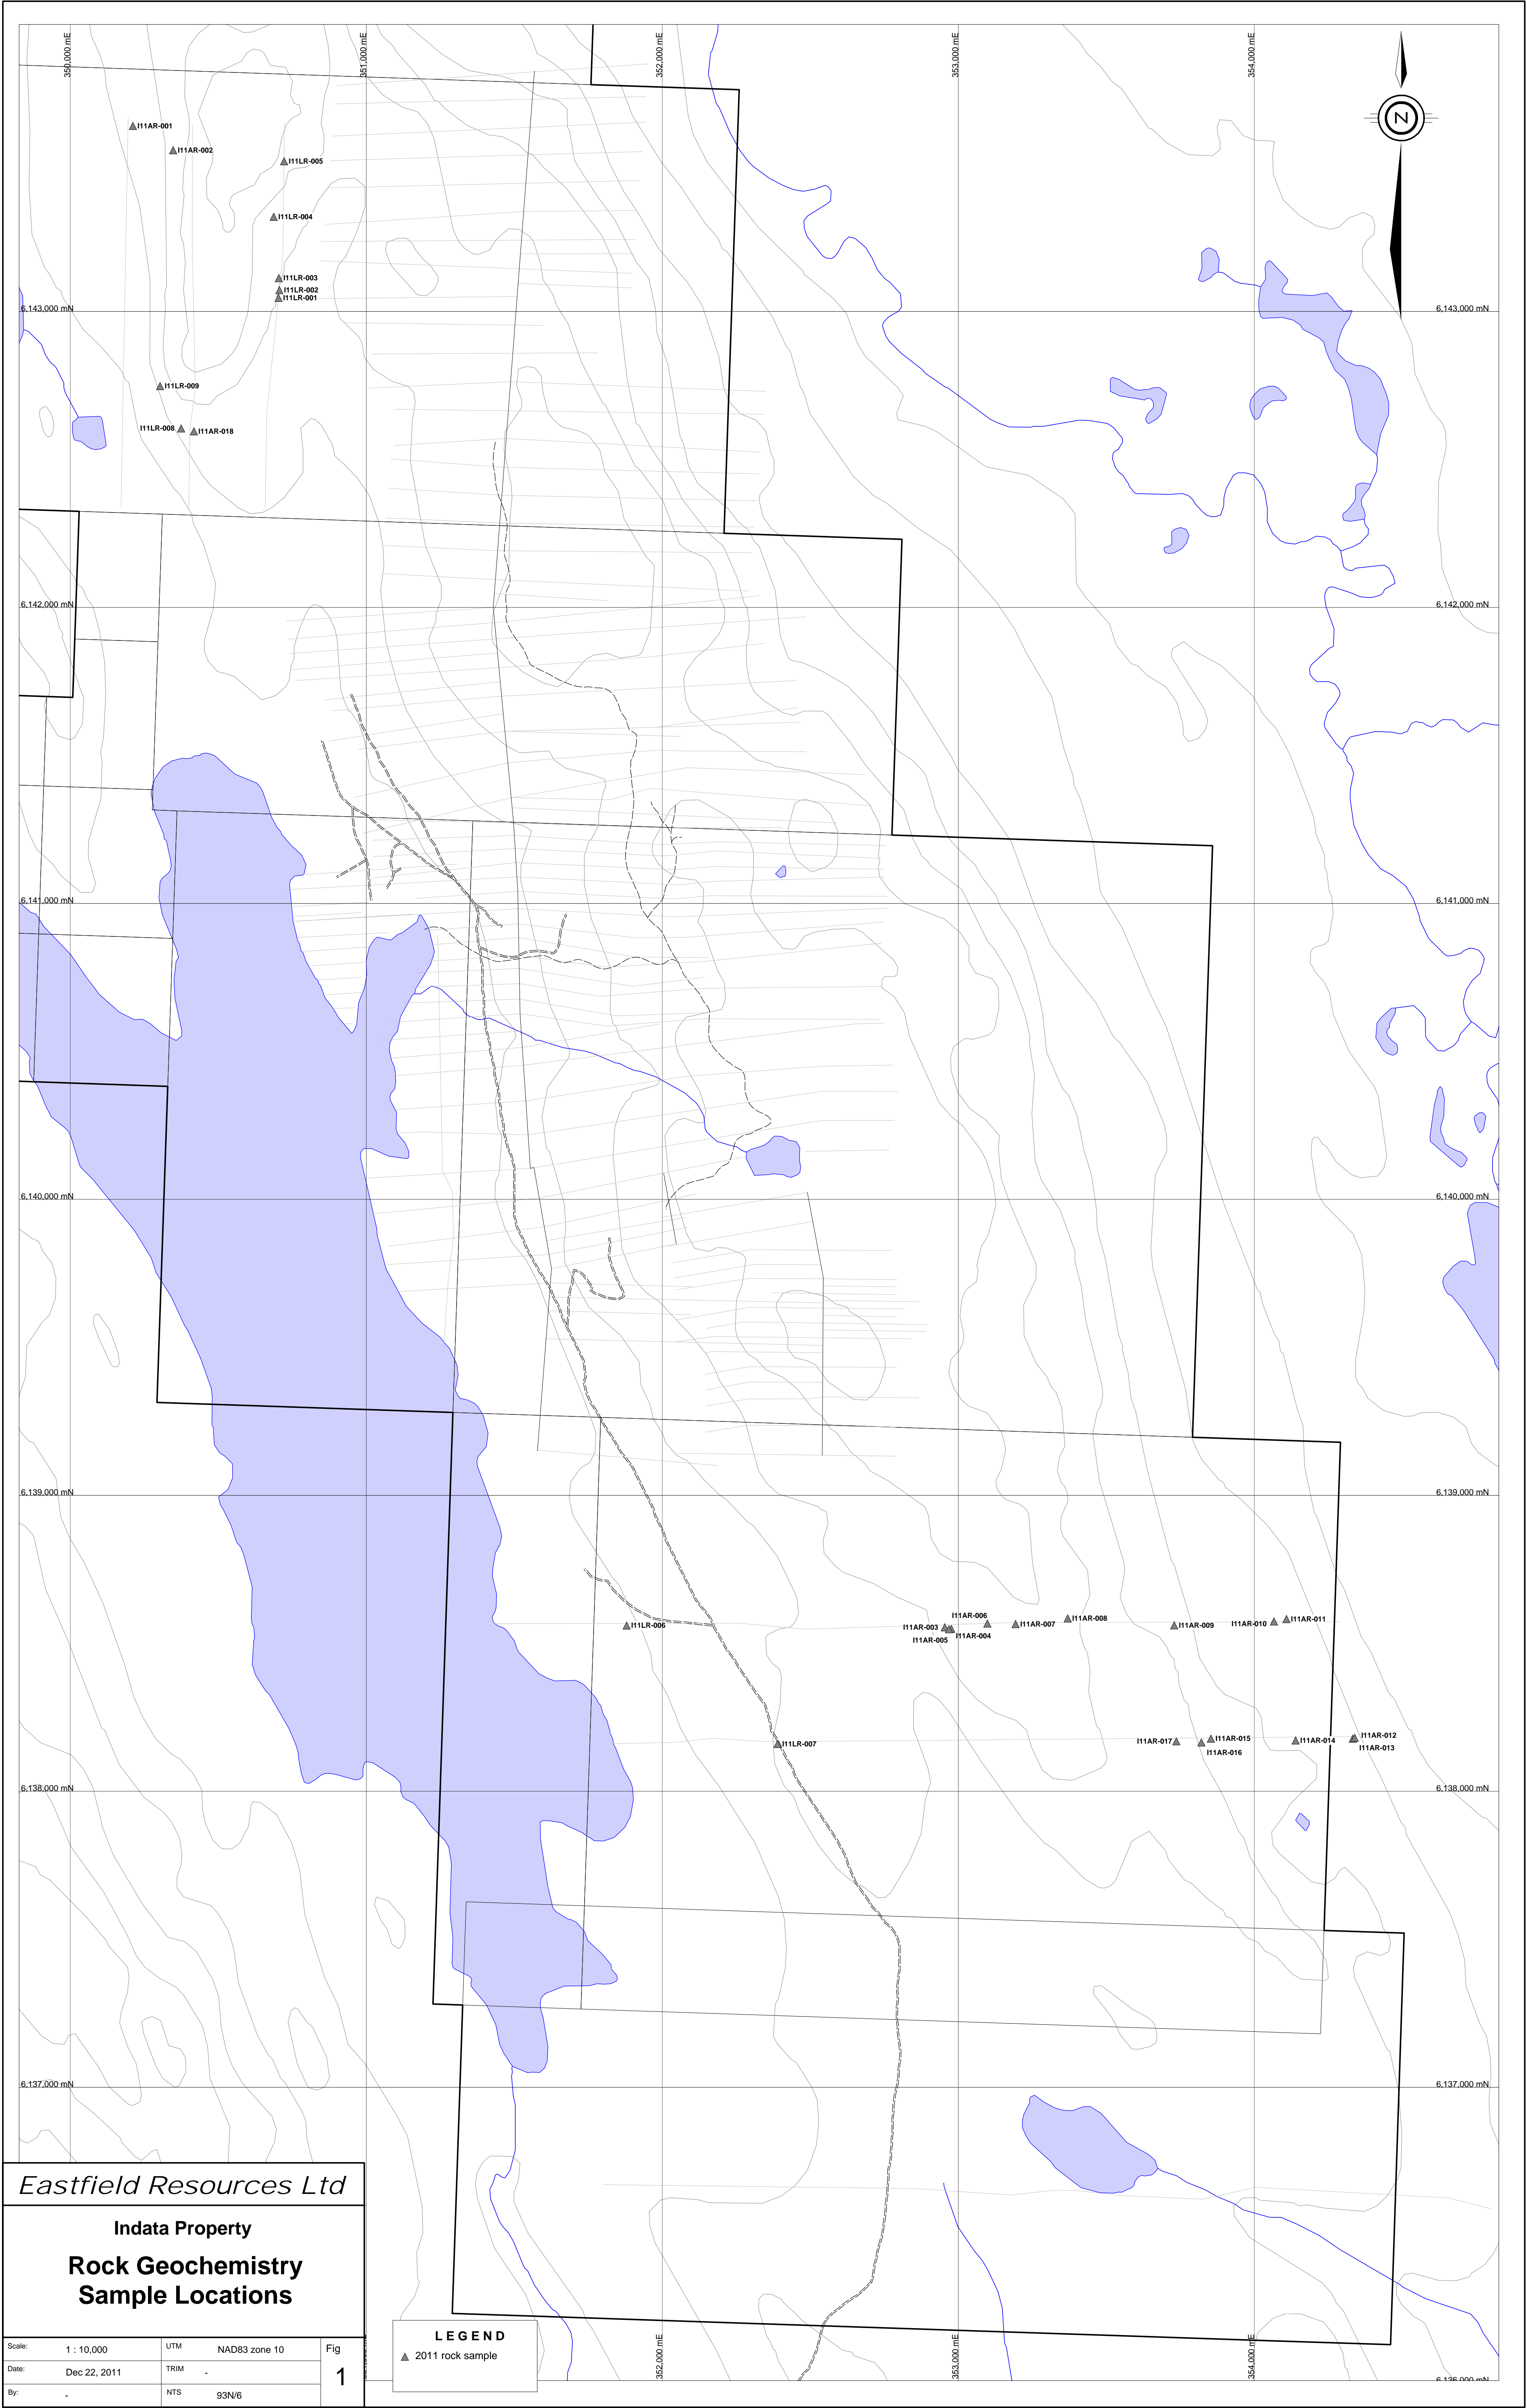 350,000 mE
351,000 mE
352,000 mE
353,000 mE
354,000 mE
N
I11AR-001
I11AR-002
I11LR-005
I11LR-004
I11LR-003
I11LR-002
I11LR-001
6,143,000 mN
6,143,000 mN
I11LR-009
I11LR-008
I11AR-018
6,142,000 mN
6,142,000 mN
6,141,000 mN
6,141,000 mN
6,140,000 mN
6,140,000 mN
6,139,000 mN
6,139,000 mN
I11LR-006
I11AR-006
I11AR-003
I11AR-005
I11AR-004
I11AR-007
I11AR-008
I11AR-009
I11AR-010
I11AR-011
I11LR-007
I11AR-017
I11AR-015
I11AR-016
I11AR-014
I11AR-012
I11AR-013
6,138,000 mN
6,138,000 mN
6,137,000 mN
6,137,000 mN
Eastfield Resources Ltd
Indata Property
Rock Geochemistry
Sample Locations
Scale: 1 : 10,000 UTM NAD83 zone 10 Fig
Date: Dec 22, 2011 TRIM - 1
By: - NTS 93N/6
LEGEND
2011 rock sample
352,000 mE
353,000 mE
354,000 mE
6,136,000 mN